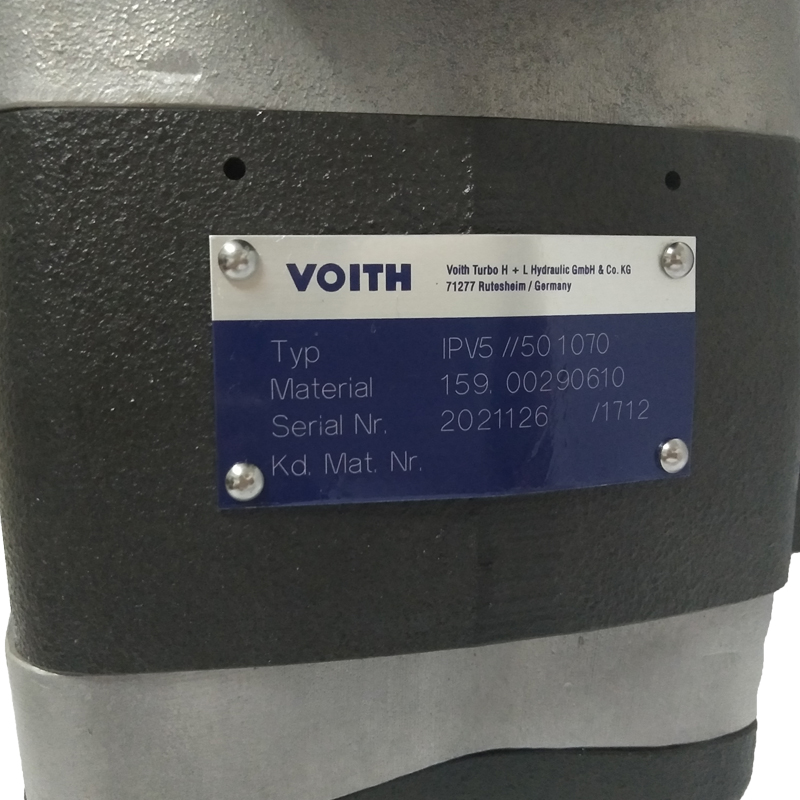 VOITH
Voith Turbo H + L Hydraulic GmbH & Co. KG
71277 Rutesheim / Germany
Typ IPV5 //50 1070
Material 159. 00290610
Serial Nr. 2021126 /1712
Kd. Mat. Nr.